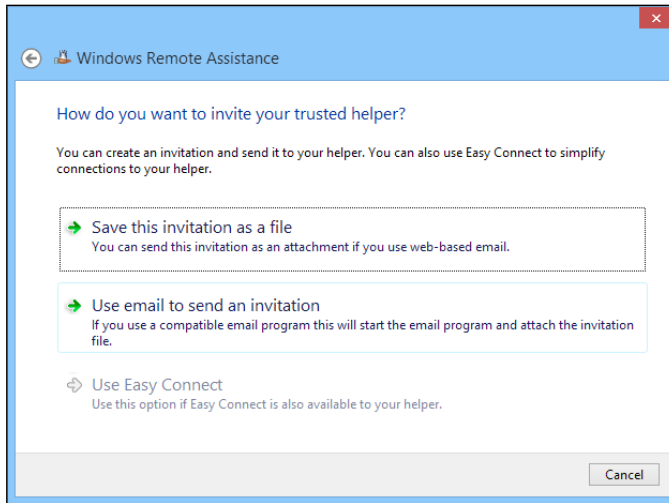 Windows Remote Assistance
How do you want to invite your trusted helper?
You can create an invitation and send it to your helper. You can also use Easy Connect to simplify
connections to your helper.
Save this invitation as a file
You can send this invitation as an attachment if you use web-based email.
Use email to send an invitation
If you use a compatible email program this will start the email program and attach the invitation
file.
Use Easy Connect
Use this option if Easy Connect is also available to your helper.
Cancel